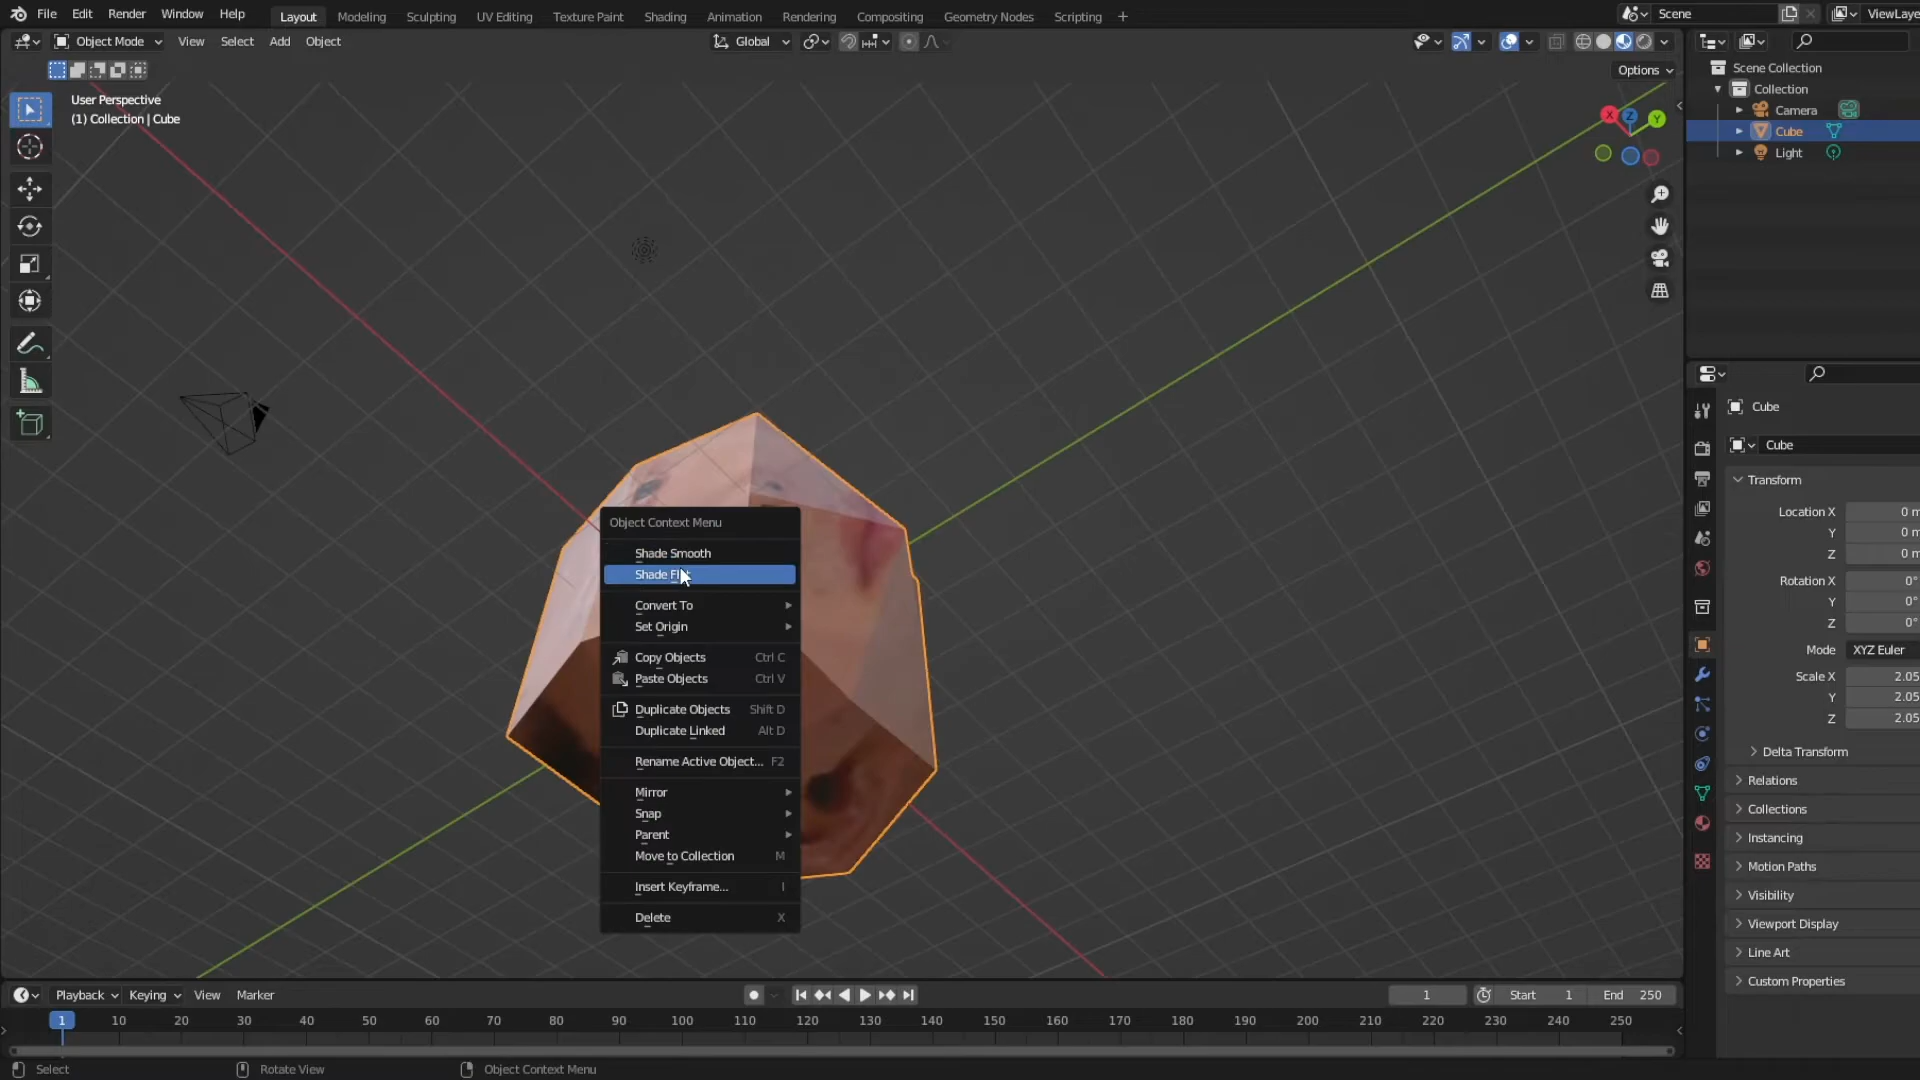 File Edit Render Window Help Layout Modeling Sculpting UV Editing Texture Paint Shading Animation Rendering Compositing Geometry Nodes Scripting + Scene ViewLaye
Object Mode View Select Add Object Global
Options
User Perspective
(1) Collection | Cube
X Z Y
Scene Collection
Collection
Camera
Cube
Light
Cube
Cube
Transform
Location X 0 m
Y 0 m
Z 0 m
Rotation X 0°
Y 0°
Z 0°
Mode XYZ Euler
Scale X 2.05
Y 2.05
Z 2.05
Delta Transform
Relations
Collections
Instancing
Motion Paths
Visibility
Viewport Display
Line Art
Custom Properties
Object Context Menu
Shade Smooth
Shade
Convert To
Set Origin
Copy Objects Ctrl C
Paste Objects Ctrl V
Duplicate Objects Shift D
Duplicate Linked Alt D
Rename Active Object... F2
Mirror
Snap
Parent
Move to Collection M
Insert Keyframe... I
Delete X
Playback Keying View Marker 1 Start 1 End 250
1 10 20 30 40 50 60 70 80 90 100 110 120 130 140 150 160 170 180 190 200 210 220 230 240 250
Select Rotate View Object Context Menu